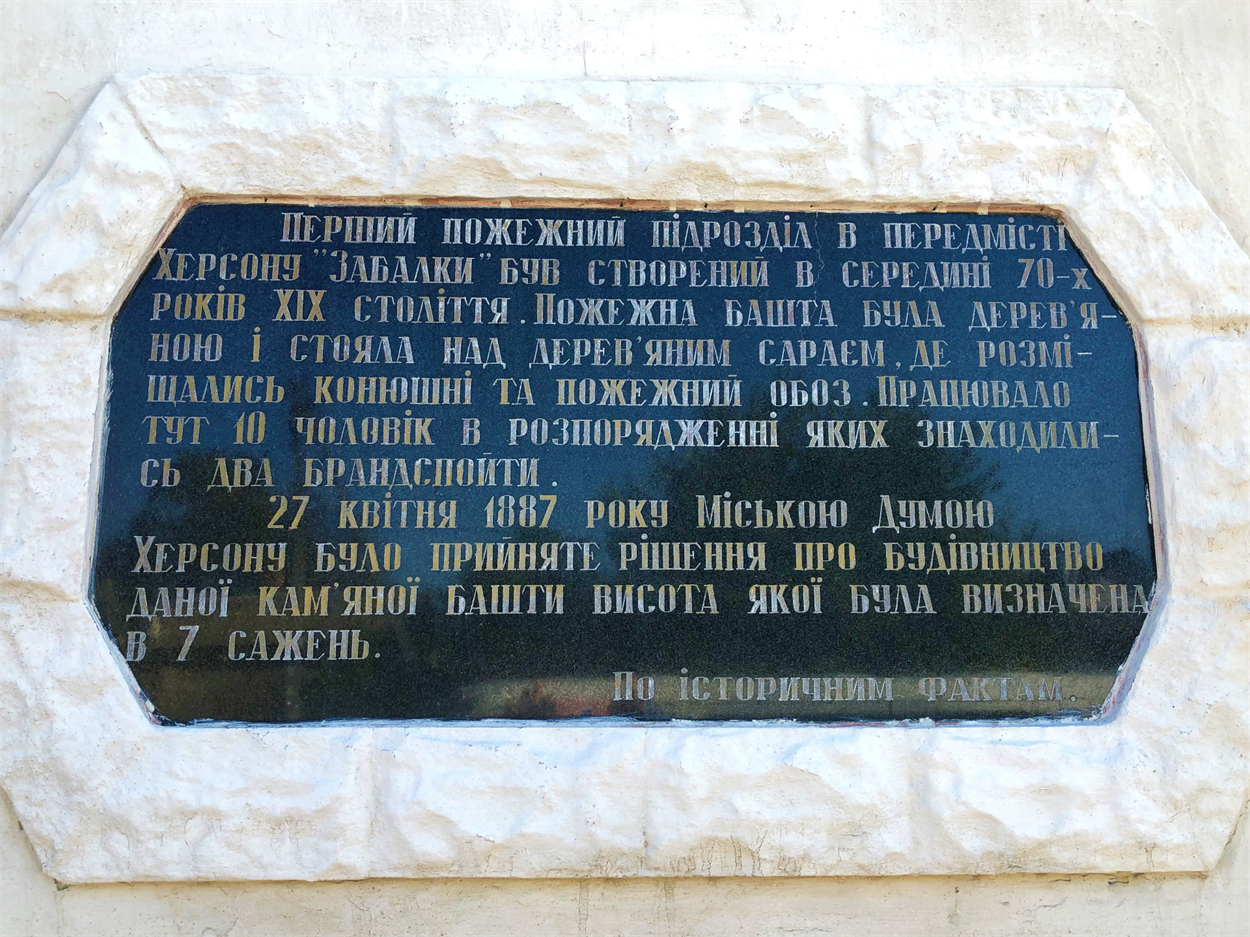 Перший пожежний підрозділ в передмісті
Херсону "Забалки" був створений в середині 70-х
років XIX століття. Пожежна башта була дерев'я-
ною і стояла над дерев'яним сараєм, де розмі-
щались конюшні та пожежний обоз. Працювало
тут 10 чоловік в розпорядженні яких знаходили-
сь два брандспойти.
27 квітня 1887 року Міською Думою
Херсону було прийняте рішення про будівництво
даної кам'яної башти висота якої була визначена
в 7 сажень.
По історичним фактам.